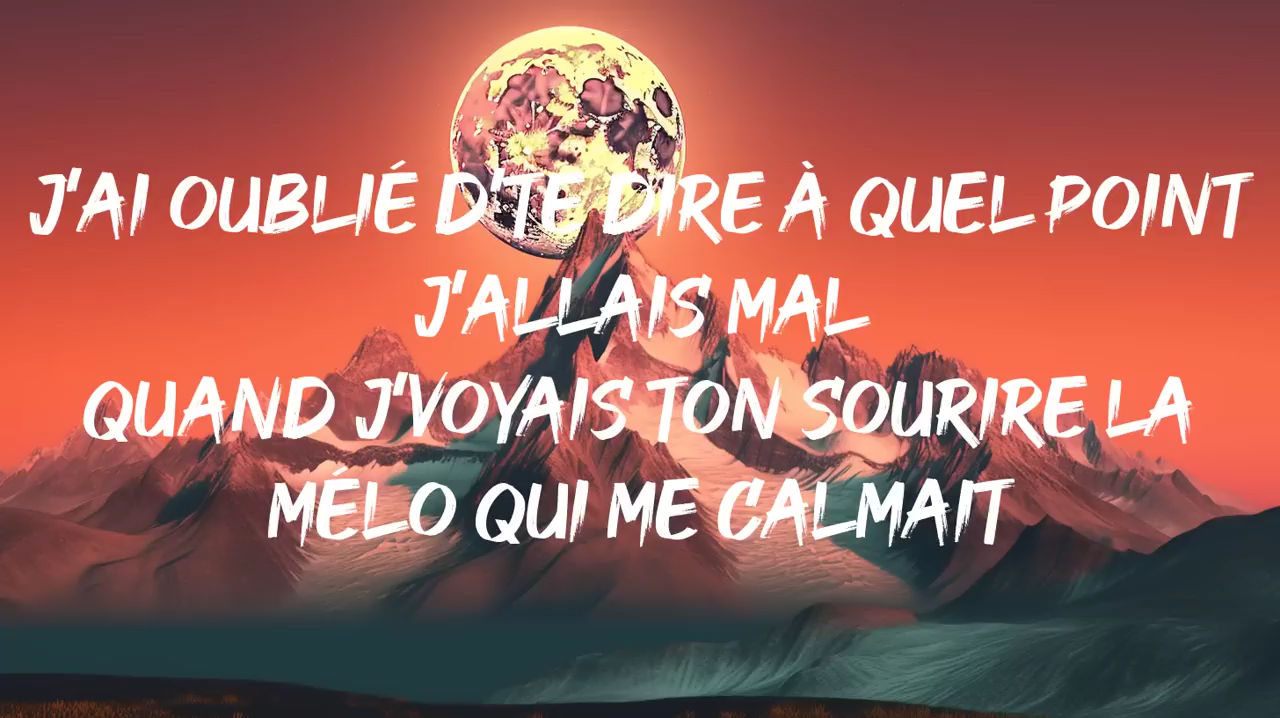 J'AI OUBLIÉ D'TE DIRE À QUEL POINT
J'ALLAIS MAL
QUAND J'VOYAIS TON SOURIRE LA
MÉLO QUI ME CALMAIT